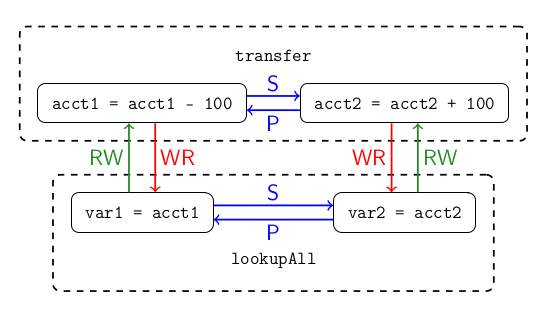 transfer
S
acct1 = acct1 - 100 acct2 = acct2 + 100
P
RW WR WR RW
S
var1 = acct1 var2 = acct2
P
lookupAll